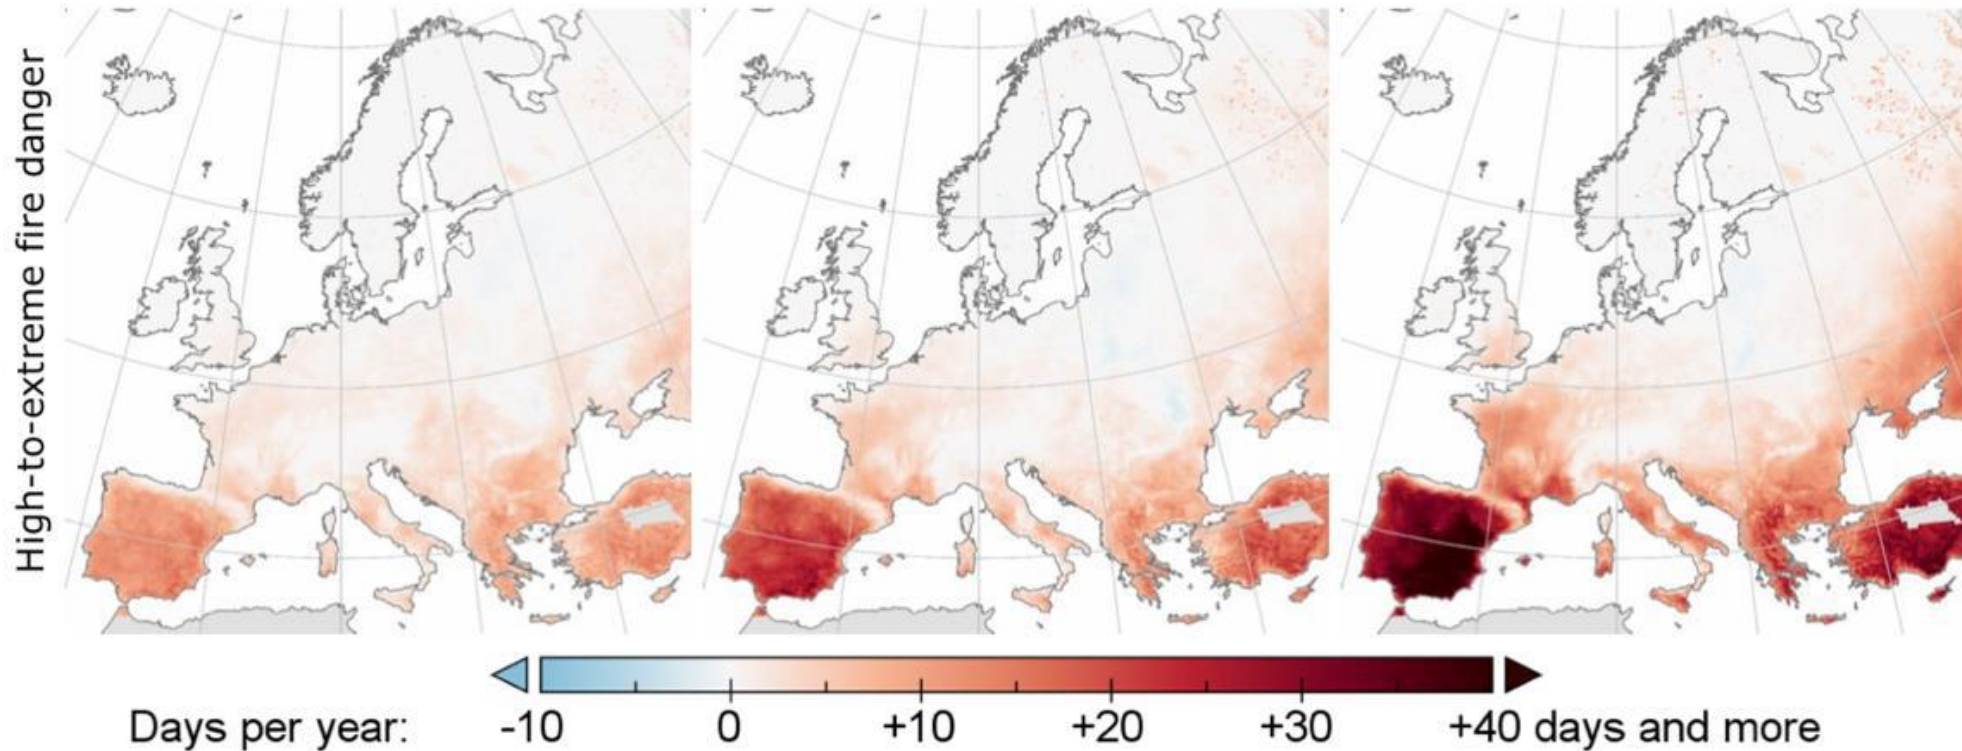 High-to-extreme fire danger
Days per year: -10 0 +10 +20 +30 +40 days and more